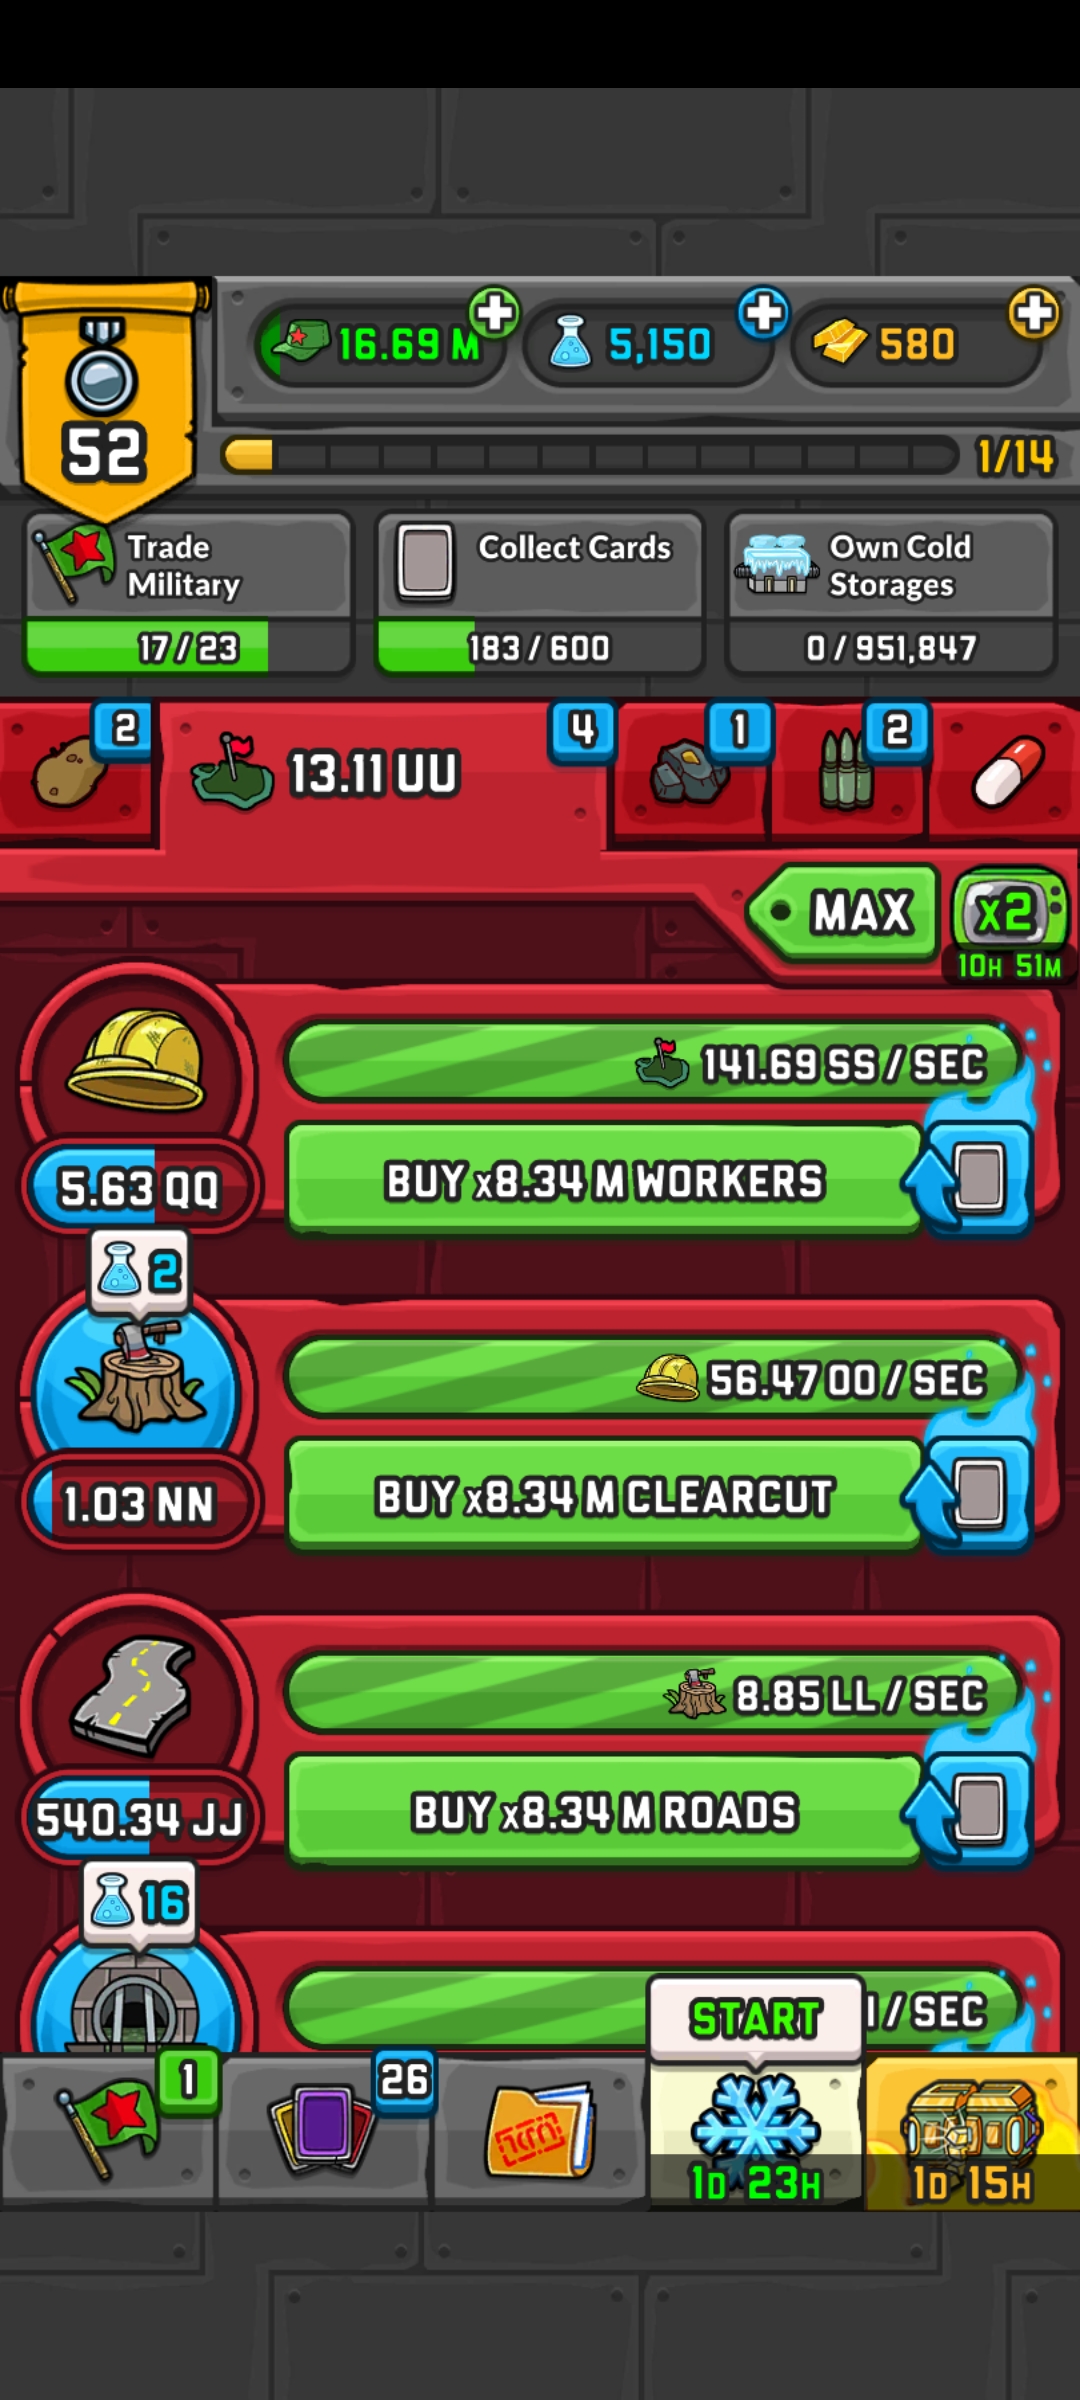 16.69 M
5,150
580
52
1/14
Trade
Military
Collect Cards
Own Cold
Storages
17/23
183/600
0/951,847
2
13.11 UU
4
1
2
MAX
x2
10H 51M
141.69 SS/SEC
BUY x8.34 M WORKERS
5.63 QQ
2
56.47 OO/SEC
BUY x8.34 M CLEARCUT
1.03 NN
8.85 LL/SEC
BUY x8.34 M ROADS
540.34 JJ
16
/SEC
START
1
26
1D 23H
1D 15H